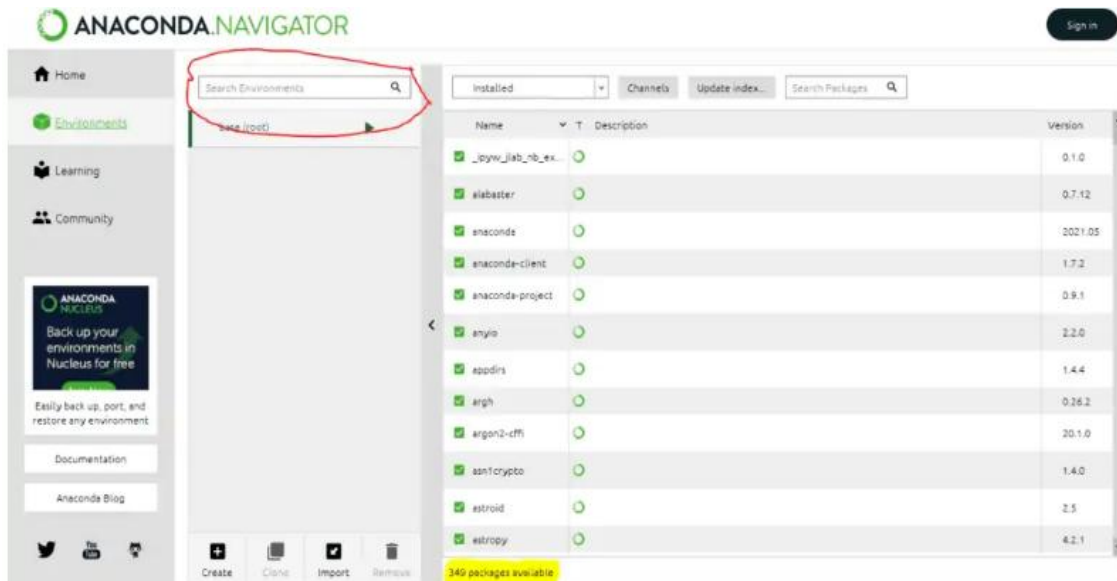 ANACONDA.NAVIGATOR
Sign in
Home
Environments
Learning
Community
ANACONDA
NUCLEUS
Back up your
environments in
Nucleus for free
Easily back up, port, and
restore any environment
Documentation
Anaconda Blog
You
Tube
Search Environments
base (root)
Create
Clone
Import
Remove
Installed
Channels
Update index...
Search Packages
Name T Description Version
_ipyw_jlab_nb_ex... 0.1.0
alabaster 0.7.12
anaconda 2021.05
anaconda-client 1.7.2
anaconda-project 0.9.1
anyio 2.2.0
appdirs 1.4.4
argh 0.26.2
argon2-cffi 20.1.0
asn1crypto 1.4.0
astroid 2.5
astropy 4.2.1
349 packages available